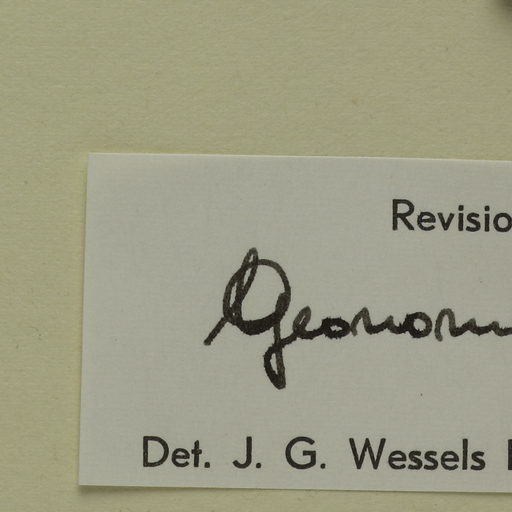 Revisio
Geonom
Det. J. G. Wessels